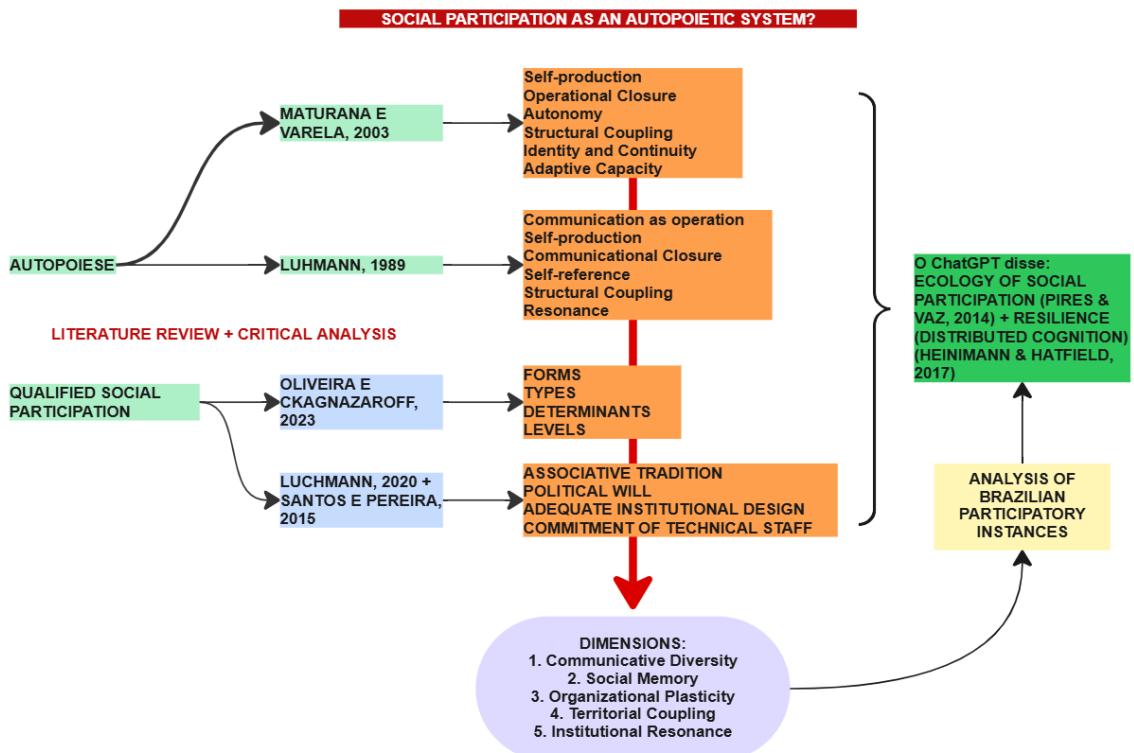 SOCIAL PARTICIPATION AS AN AUTOPOIETIC SYSTEM?
AUTOPOIESE
MATURANA E
VARELA, 2003
Self-production
Operational Closure
Autonomy
Structural Coupling
Identity and Continuity
Adaptive Capacity
LUHMANN, 1989
Communication as operation
Self-production
Communicational Closure
Self-reference
Structural Coupling
Resonance
LITERATURE REVIEW + CRITICAL ANALYSIS
QUALIFIED SOCIAL
PARTICIPATION
OLIVEIRA E
CKAGNAZAROFF,
2023
FORMS
TYPES
DETERMINANTS
LEVELS
LUCHMANN, 2020 +
SANTOS E PEREIRA,
2015
ASSOCIATIVE TRADITION
POLITICAL WILL
ADEQUATE INSTITUTIONAL DESIGN
COMMITMENT OF TECHNICAL STAFF
DIMENSIONS:
1. Communicative Diversity
2. Social Memory
3. Organizational Plasticity
4. Territorial Coupling
5. Institutional Resonance
ANALYSIS OF
BRAZILIAN
PARTICIPATORY
INSTANCES
O ChatGPT disse:
ECOLOGY OF SOCIAL
PARTICIPATION (PIRES &
VAZ, 2014) + RESILIENCE
(DISTRIBUTED COGNITION)
(HEINIMANN & HATFIELD,
2017)